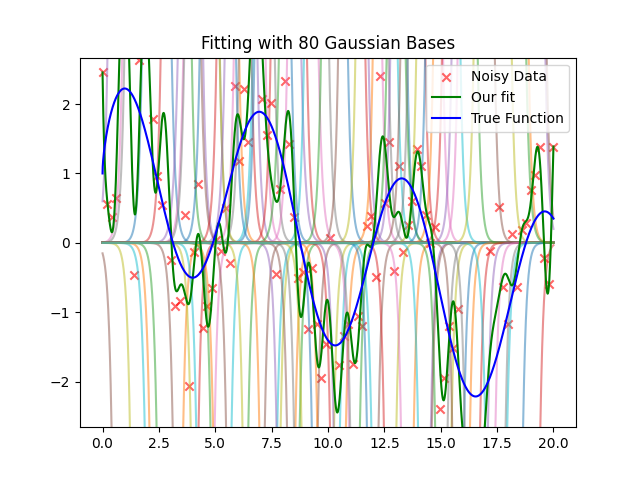 Fitting with 80 Gaussian Bases
Noisy Data
Our fit
True Function
2
1
0
−1
−2
0.0 2.5 5.0 7.5 10.0 12.5 15.0 17.5 20.0